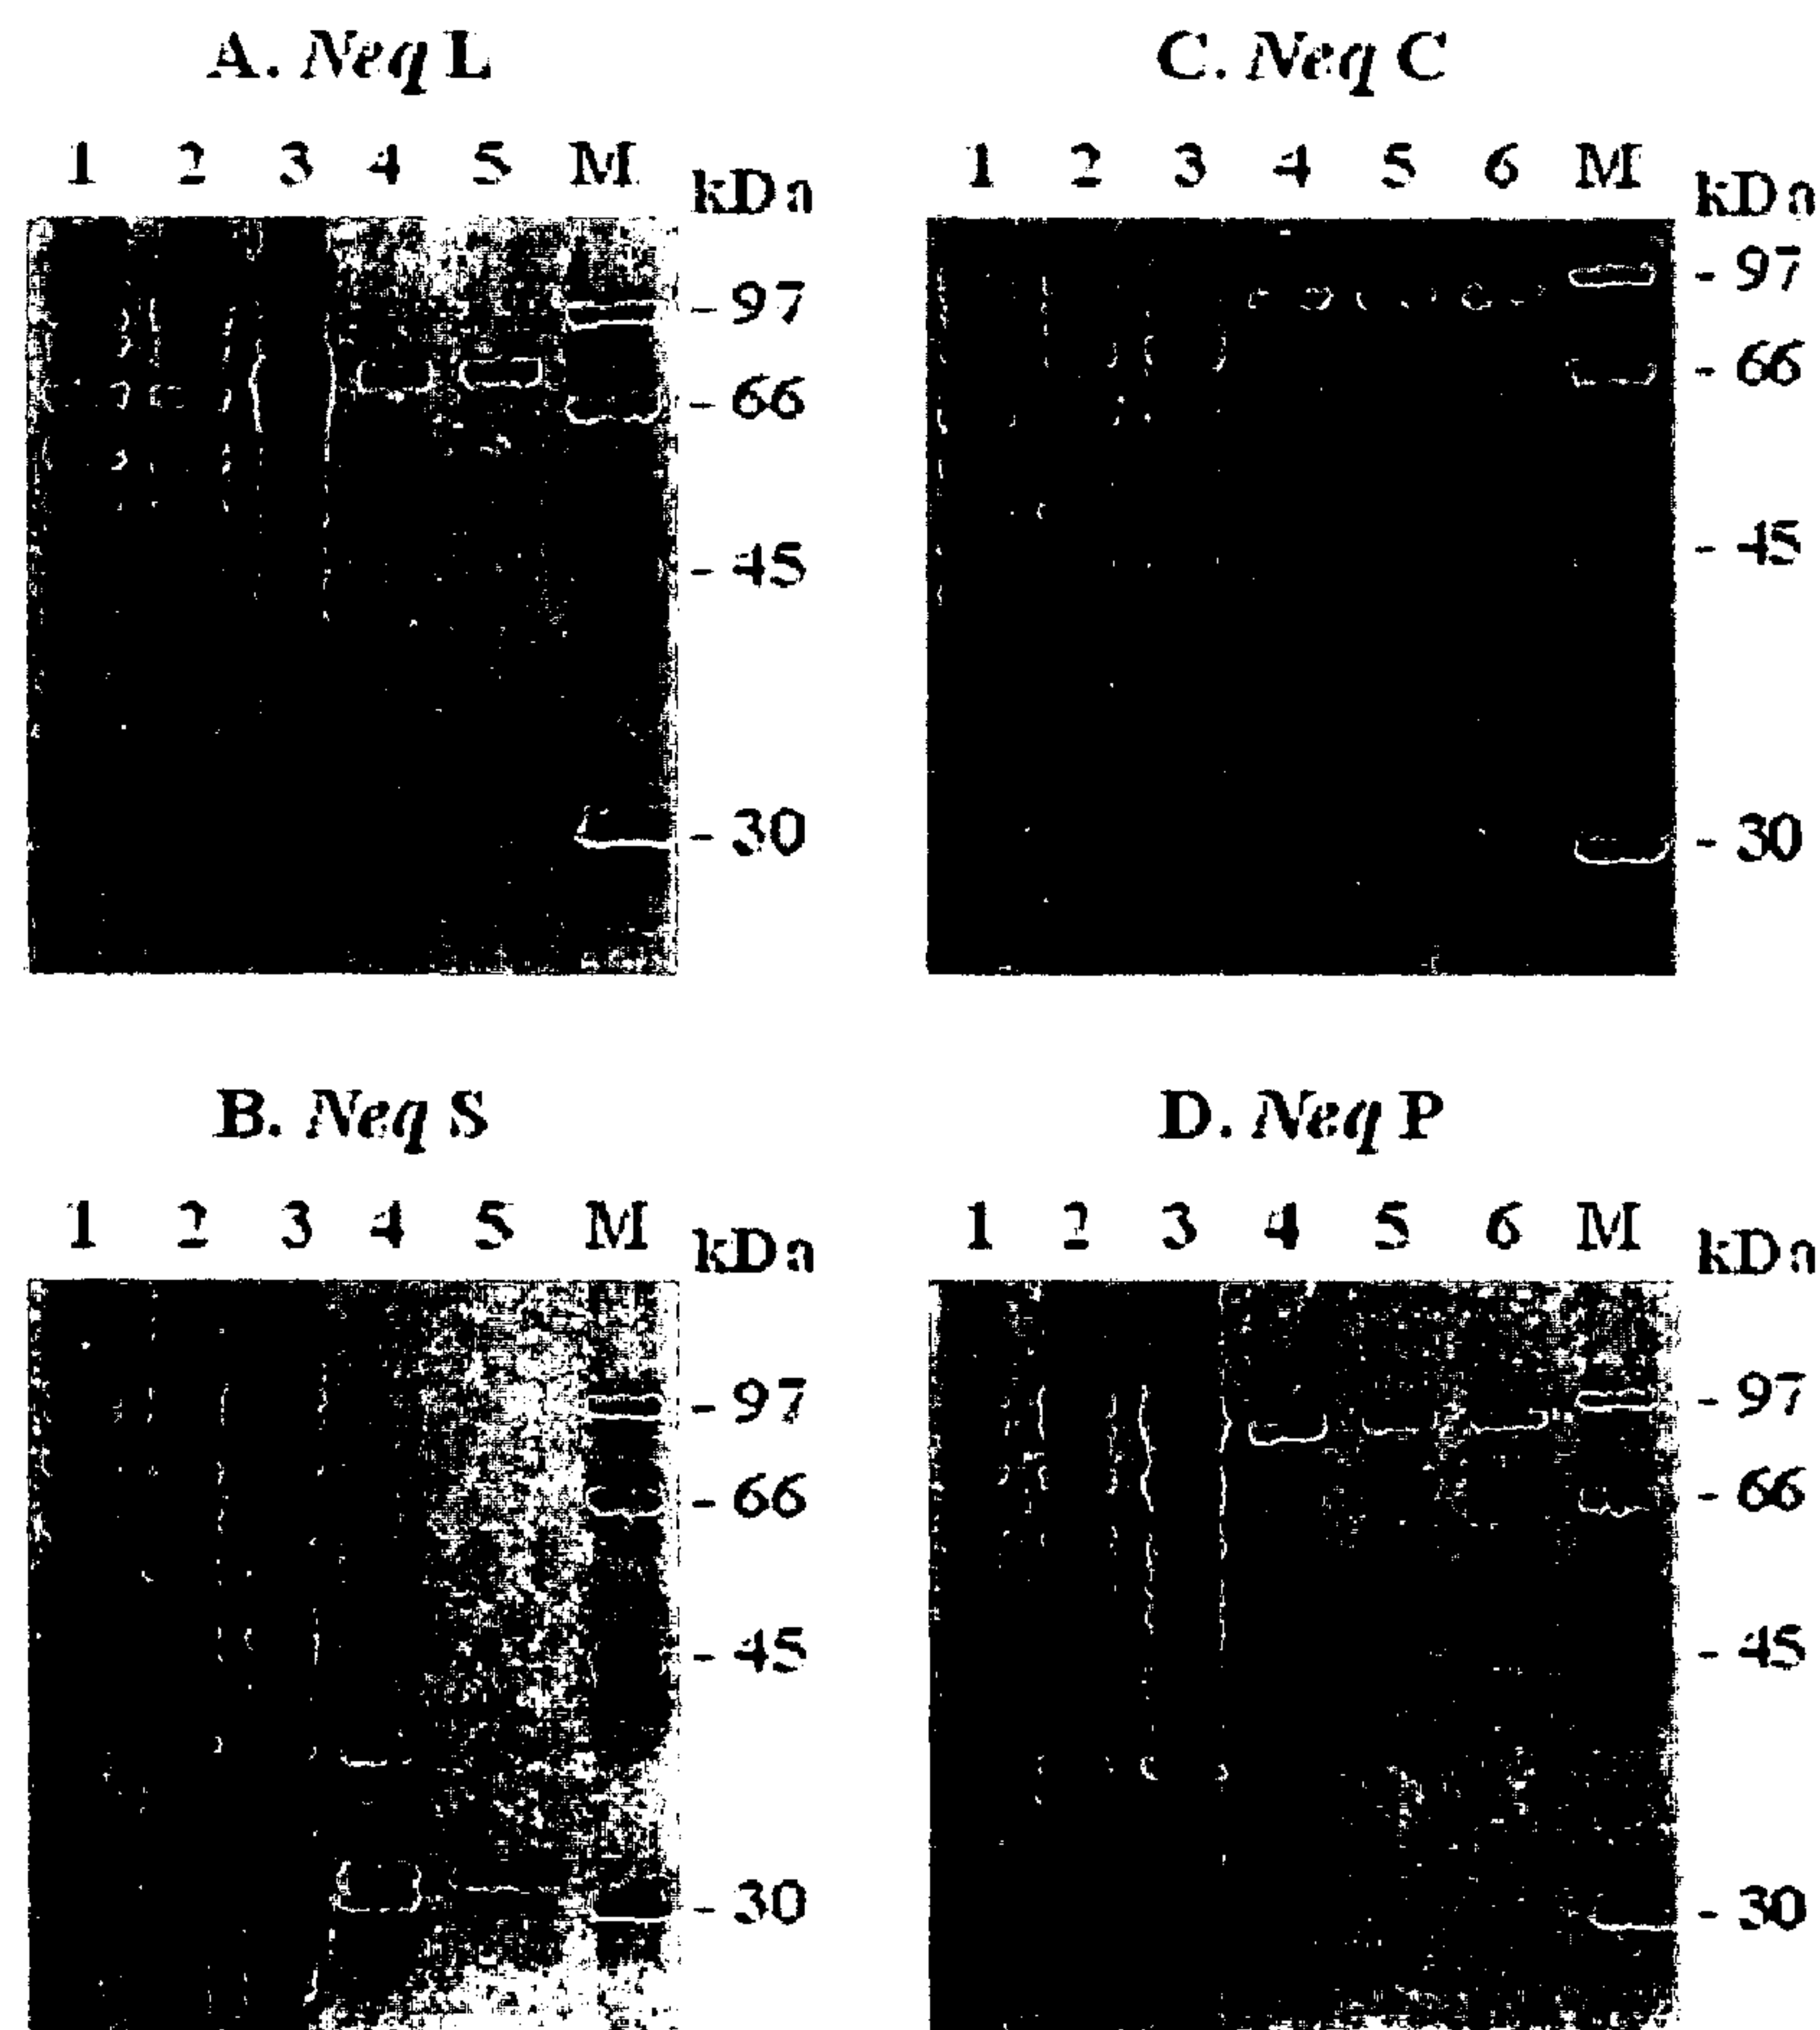 A. Neq L
1 2 3 4 5 M kDa
- 97
- 66
- 45
- 30
C. Neq C
1 2 3 4 5 6 M kDa
- 97
- 66
- 45
- 30
B. Neq S
1 2 3 4 5 M kDa
- 97
- 66
- 45
- 30
D. Neq P
1 2 3 4 5 6 M kDa
- 97
- 66
- 45
- 30